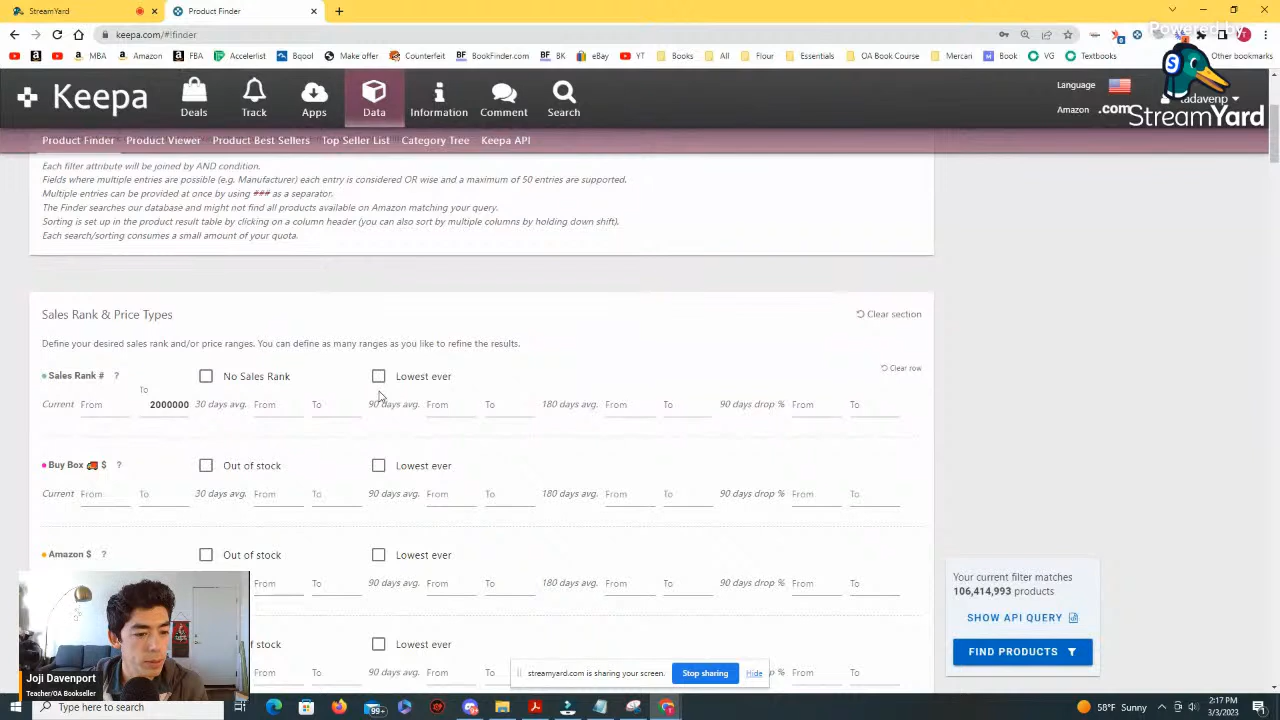 StreamYard
Product Finder
keepa.com/#finder
Powered by
MBA
Amazon
FBA
Accelerlist
Bqool
Make offer
Counterfeit
BookFinder.com
BK
eBay
YT
Books
All
Essentials
OA Book Course
Mercari
Book
VG
Textbooks
Other bookmarks
Keepa
Deals
Track
Apps
Data
Information
Comment
Search
Language
Amazon .com
tadavenp
StreamYard
Product Finder
Product Viewer
Product Best Sellers
Top Seller List
Category Tree
Keepa API
Each filter attribute will be joined by AND condition.
Fields where multiple entries are possible (e.g. Manufacturer) each entry is considered OR wise and a maximum of 50 entries are supported.
Multiple entries can be provided at once by using ### as a separator.
The Finder searches our database and might not find all products available on Amazon matching your query.
Sorting is set up in the product result table by clicking on a column header (you can also sort by multiple columns by holding down shift).
Each search/sorting consumes a small amount of your quota.
Sales Rank & Price Types
Clear section
Define your desired sales rank and/or price ranges. You can define as many ranges as you like to refine the results.
Sales Rank # ? No Sales Rank Lowest ever Clear row
To
Current From 2000000 30 days avg. From To 90 days avg. From To 180 days avg. From To 90 days drop % From To
Buy Box $ ? Out of stock Lowest ever
Current From To 30 days avg. From To 90 days avg. From To 180 days avg. From To 90 days drop % From To
Amazon $ ? Out of stock Lowest ever
From To 90 days avg. From To 180 days avg. From To 90 days drop % From To
of stock Lowest ever
From To 90 days avg. From
p % From To
Your current filter matches
106,414,993 products
SHOW API QUERY
FIND PRODUCTS
streamyard.com is sharing your screen.
Stop sharing
Hide
Joji Davenport
Teacher/OA Bookseller
Type here to search
99+
58°F Sunny
2:17 PM
3/3/2023